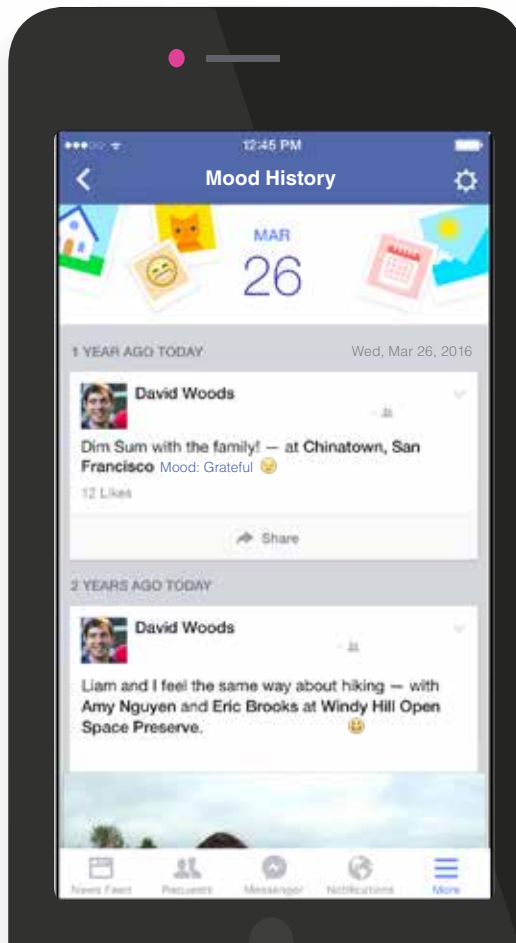 12:45 PM
Mood History
MAR
26
1 YEAR AGO TODAY
Wed, Mar 26, 2016
David Woods
Dim Sum with the family! — at Chinatown, San
Francisco Mood: Grateful
12 Likes
Share
2 YEARS AGO TODAY
David Woods
Liam and I feel the same way about hiking — with
Amy Nguyen and Eric Brooks at Windy Hill Open
Space Preserve.
News Feed
Requests
Messenger
Notifications
More